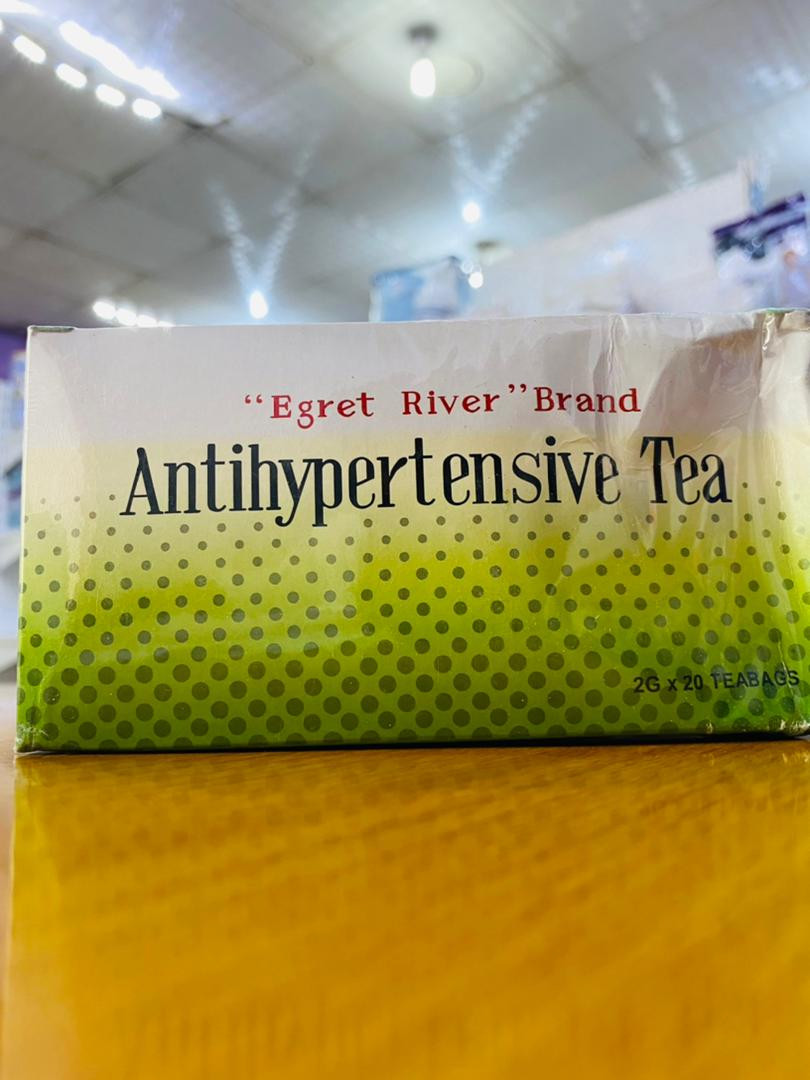 “Egret River” Brand
Antihypertensive Tea
2G x 20 TEABAGS